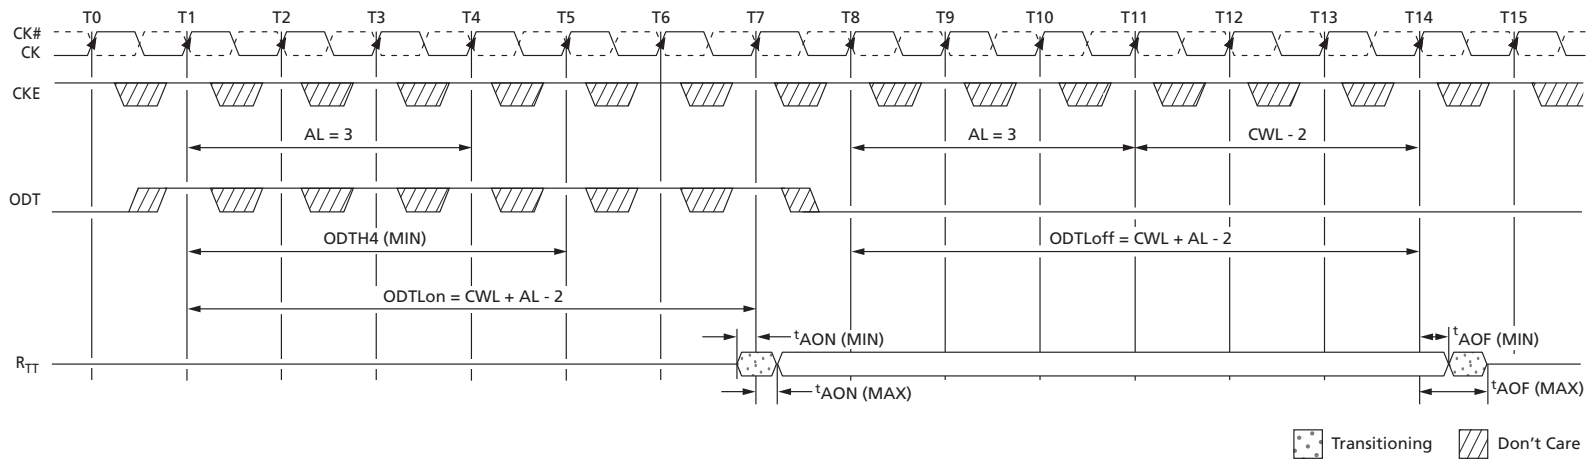 T0 T1 T2 T3 T4 T5 T6 T7 T8 T9 T10 T11 T12 T13 T14 T15
CK#
CK
CKE
AL = 3 AL = 3 CWL - 2
ODT
ODTH4 (MIN) ODTLoff = CWL + AL - 2
ODTLon = CWL + AL - 2
tAON (MIN) tAOF (MIN)
RTT
tAON (MAX) tAOF (MAX)
Transitioning Don't Care